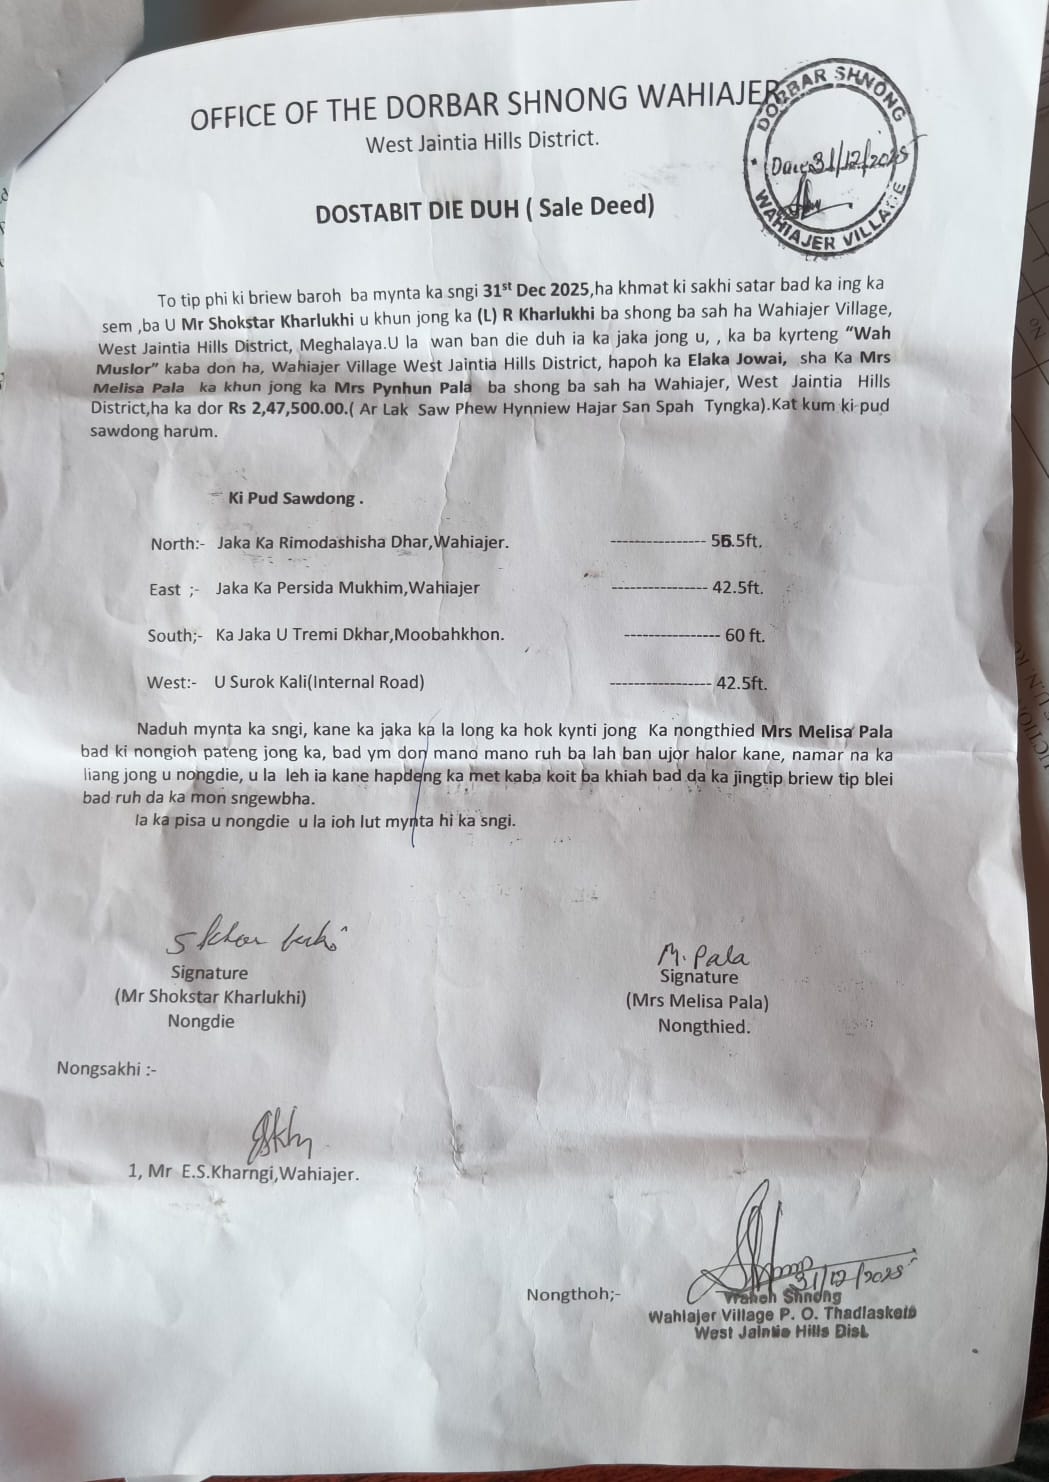 OFFICE OF THE DORBAR SHNONG WAHIAJER
West Jaintia Hills District.
DORBAR SHNONG
Date 31/12/2025
WAHIAJER VILLAGE
DOSTABIT DIE DUH ( Sale Deed)
To tip phi ki briew baroh ba mynta ka sngi 31st Dec 2025,ha khmat ki sakhi satar bad ka ing ka
sem ,ba U Mr Shokstar Kharlukhi u khun jong ka (L) R Kharlukhi ba shong ba sah ha Wahiajer Village,
West Jaintia Hills District, Meghalaya.U la wan ban die duh ia ka jaka jong u, , ka ba kyrteng “Wah
Muslor” kaba don ha, Wahiajer Village West Jaintia Hills District, hapoh ka Elaka Jowai, sha Ka Mrs
Melisa Pala ka khun jong ka Mrs Pynhun Pala ba shong ba sah ha Wahiajer, West Jaintia Hills
District,ha ka dor Rs 2,47,500.00.( Ar Lak Saw Phew Hynniew Hajar San Spah Tyngka).Kat kum ki pud
sawdong harum.
Ki Pud Sawdong .
North:- Jaka Ka Rimodashisha Dhar,Wahiajer. ---------------- 56.5ft.
East ;- Jaka Ka Persida Mukhim,Wahiajer ---------------- 42.5ft.
South;- Ka Jaka U Tremi Dkhar,Moobahkhon. ---------------- 60 ft.
West:- U Surok Kali(Internal Road) ----------------- 42.5ft.
Naduh mynta ka sngi, kane ka jaka ka la long ka hok kynti jong Ka nongthied Mrs Melisa Pala
bad ki nongioh pateng jong ka, bad ym don mano mano ruh ba lah ban ujor halor kane, namar na ka
liang jong u nongdie, u la leh ia kane hapdeng ka met kaba koit ba khiah bad da ka jingtip briew tip blei
bad ruh da ka mon sngewbha.
Ia ka pisa u nongdie u la ioh lut mynta hi ka sngi.
M. Pala
Signature
(Mr Shokstar Kharlukhi)
Nongdie
Signature
(Mrs Melisa Pala)
Nongthied.
Nongsakhi :-
1, Mr E.S.Kharngi,Wahiajer.
Nongthoh;-
31/12/2025
Waheh Shnong
Wahiajer Village P. O. Thadlaskein
West Jaintia Hills Dist.